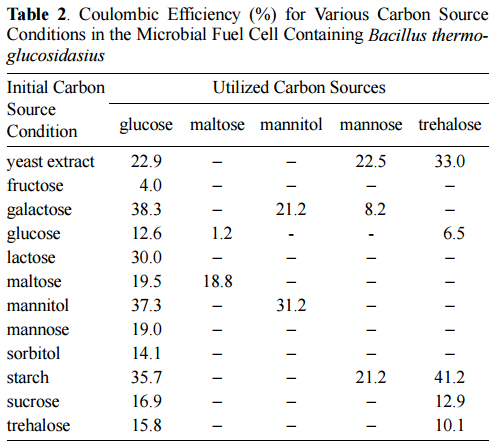 Table 2. Coulombic Efficiency (%) for Various Carbon Source
Conditions in the Microbial Fuel Cell Containing Bacillus thermo-
glucosidasius
Initial Carbon Source Condition Utilized Carbon Sources
glucose maltose mannitol mannose trehalose
yeast extract 22.9 – – 22.5 33.0
fructose 4.0 – – – –
galactose 38.3 – 21.2 8.2 –
glucose 12.6 1.2 - - 6.5
lactose 30.0 – – – –
maltose 19.5 18.8 – – –
mannitol 37.3 – 31.2 – –
mannose 19.0 – – – –
sorbitol 14.1 – – – –
starch 35.7 – – 21.2 41.2
sucrose 16.9 – – – 12.9
trehalose 15.8 – – – 10.1